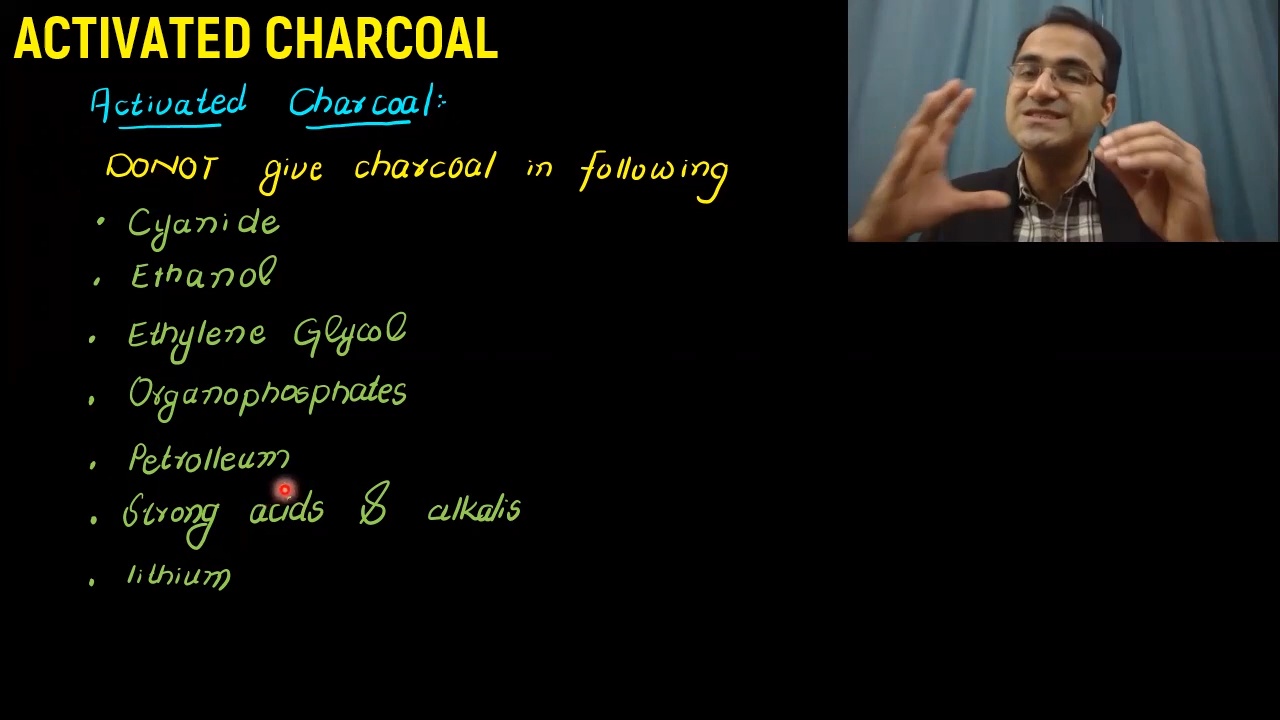 ACTIVATED CHARCOAL
Activated Charcoal:
DONOT give charcoal in following
• Cyanide
• Ethanol
• Ethylene Glycol
• Organophosphates
• Petrolleum
• Strong acids & alkalis
• lithium